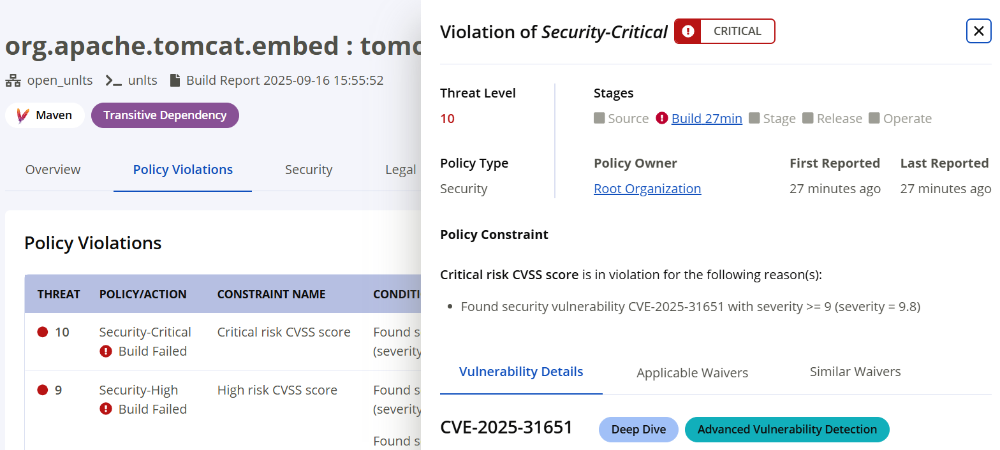 org.apache.tomcat.embed : tomc
open_unlts unlts Build Report 2025-09-16 15:55:52
Maven Transitive Dependency
Overview Policy Violations Security Legal
Policy Violations
THREAT POLICY/ACTION CONSTRAINT NAME CONDITI
10 Security-Critical Critical risk CVSS score Found s
Build Failed (severity
9 Security-High High risk CVSS score Found s
Build Failed (severity
Found s
Violation of Security-Critical CRITICAL
Threat Level Stages
10 Source Build 27min Stage Release Operate
Policy Type Policy Owner First Reported Last Reported
Security Root Organization 27 minutes ago 27 minutes ago
Policy Constraint
Critical risk CVSS score is in violation for the following reason(s):
• Found security vulnerability CVE-2025-31651 with severity >= 9 (severity = 9.8)
Vulnerability Details Applicable Waivers Similar Waivers
CVE-2025-31651 Deep Dive Advanced Vulnerability Detection